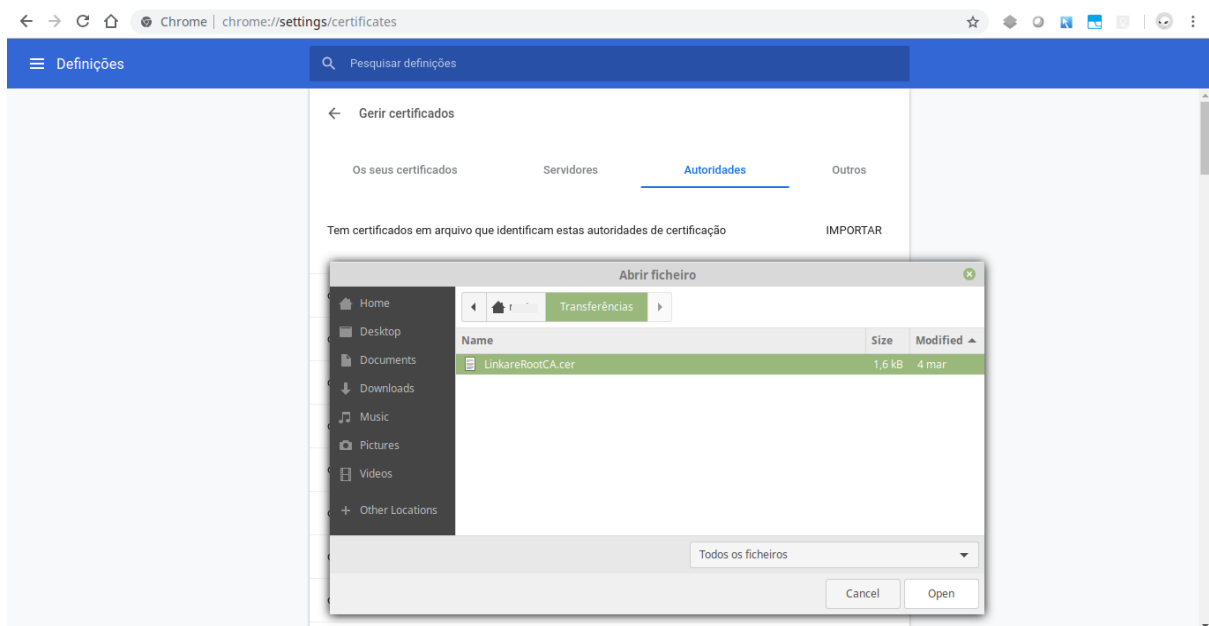 Chrome | chrome://settings/certificates
Definições
Pesquisar definições
Gerir certificados
Os seus certificados Servidores Autoridades Outros
Tem certificados em arquivo que identificam estas autoridades de certificação IMPORTAR
Abrir ficheiro
Home
Transferências
Desktop
Name Size Modified
Documents
LinkareRootCA.cer 1,6 kB 4 mar
Downloads
Music
Pictures
Videos
+ Other Locations
Todos os ficheiros
Cancel Open